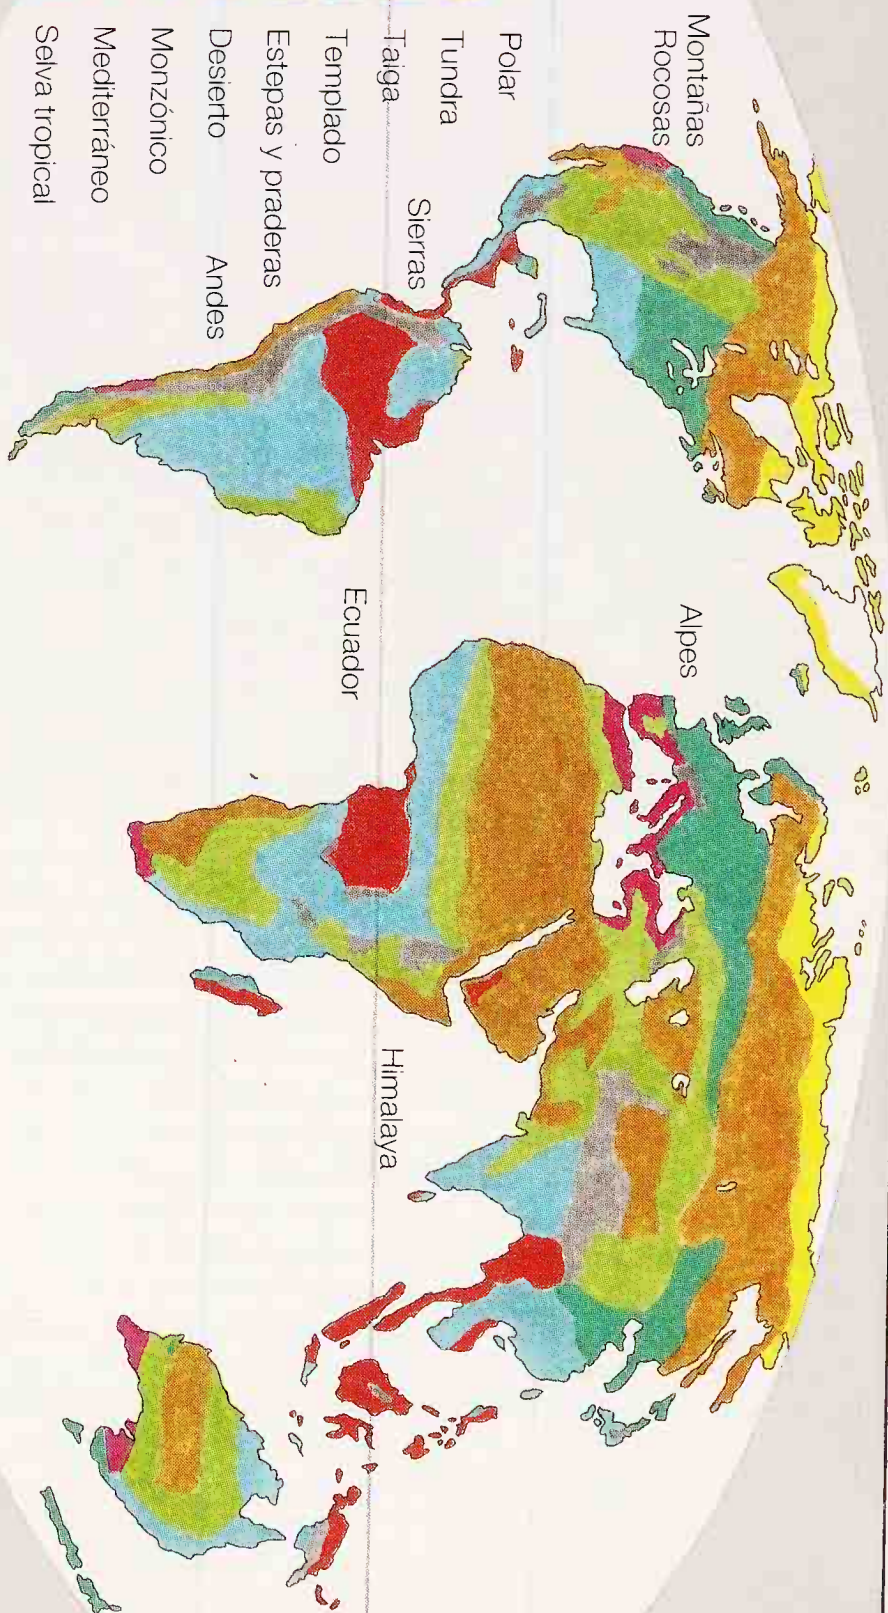 Montañas
Rocosas
Alpes
Polar
Tundra
Taiga
Templado
Estepas y praderas
Desierto
Monzónico
Mediterráneo
Selva tropical
Sierras
Andes
Ecuador
Himalaya